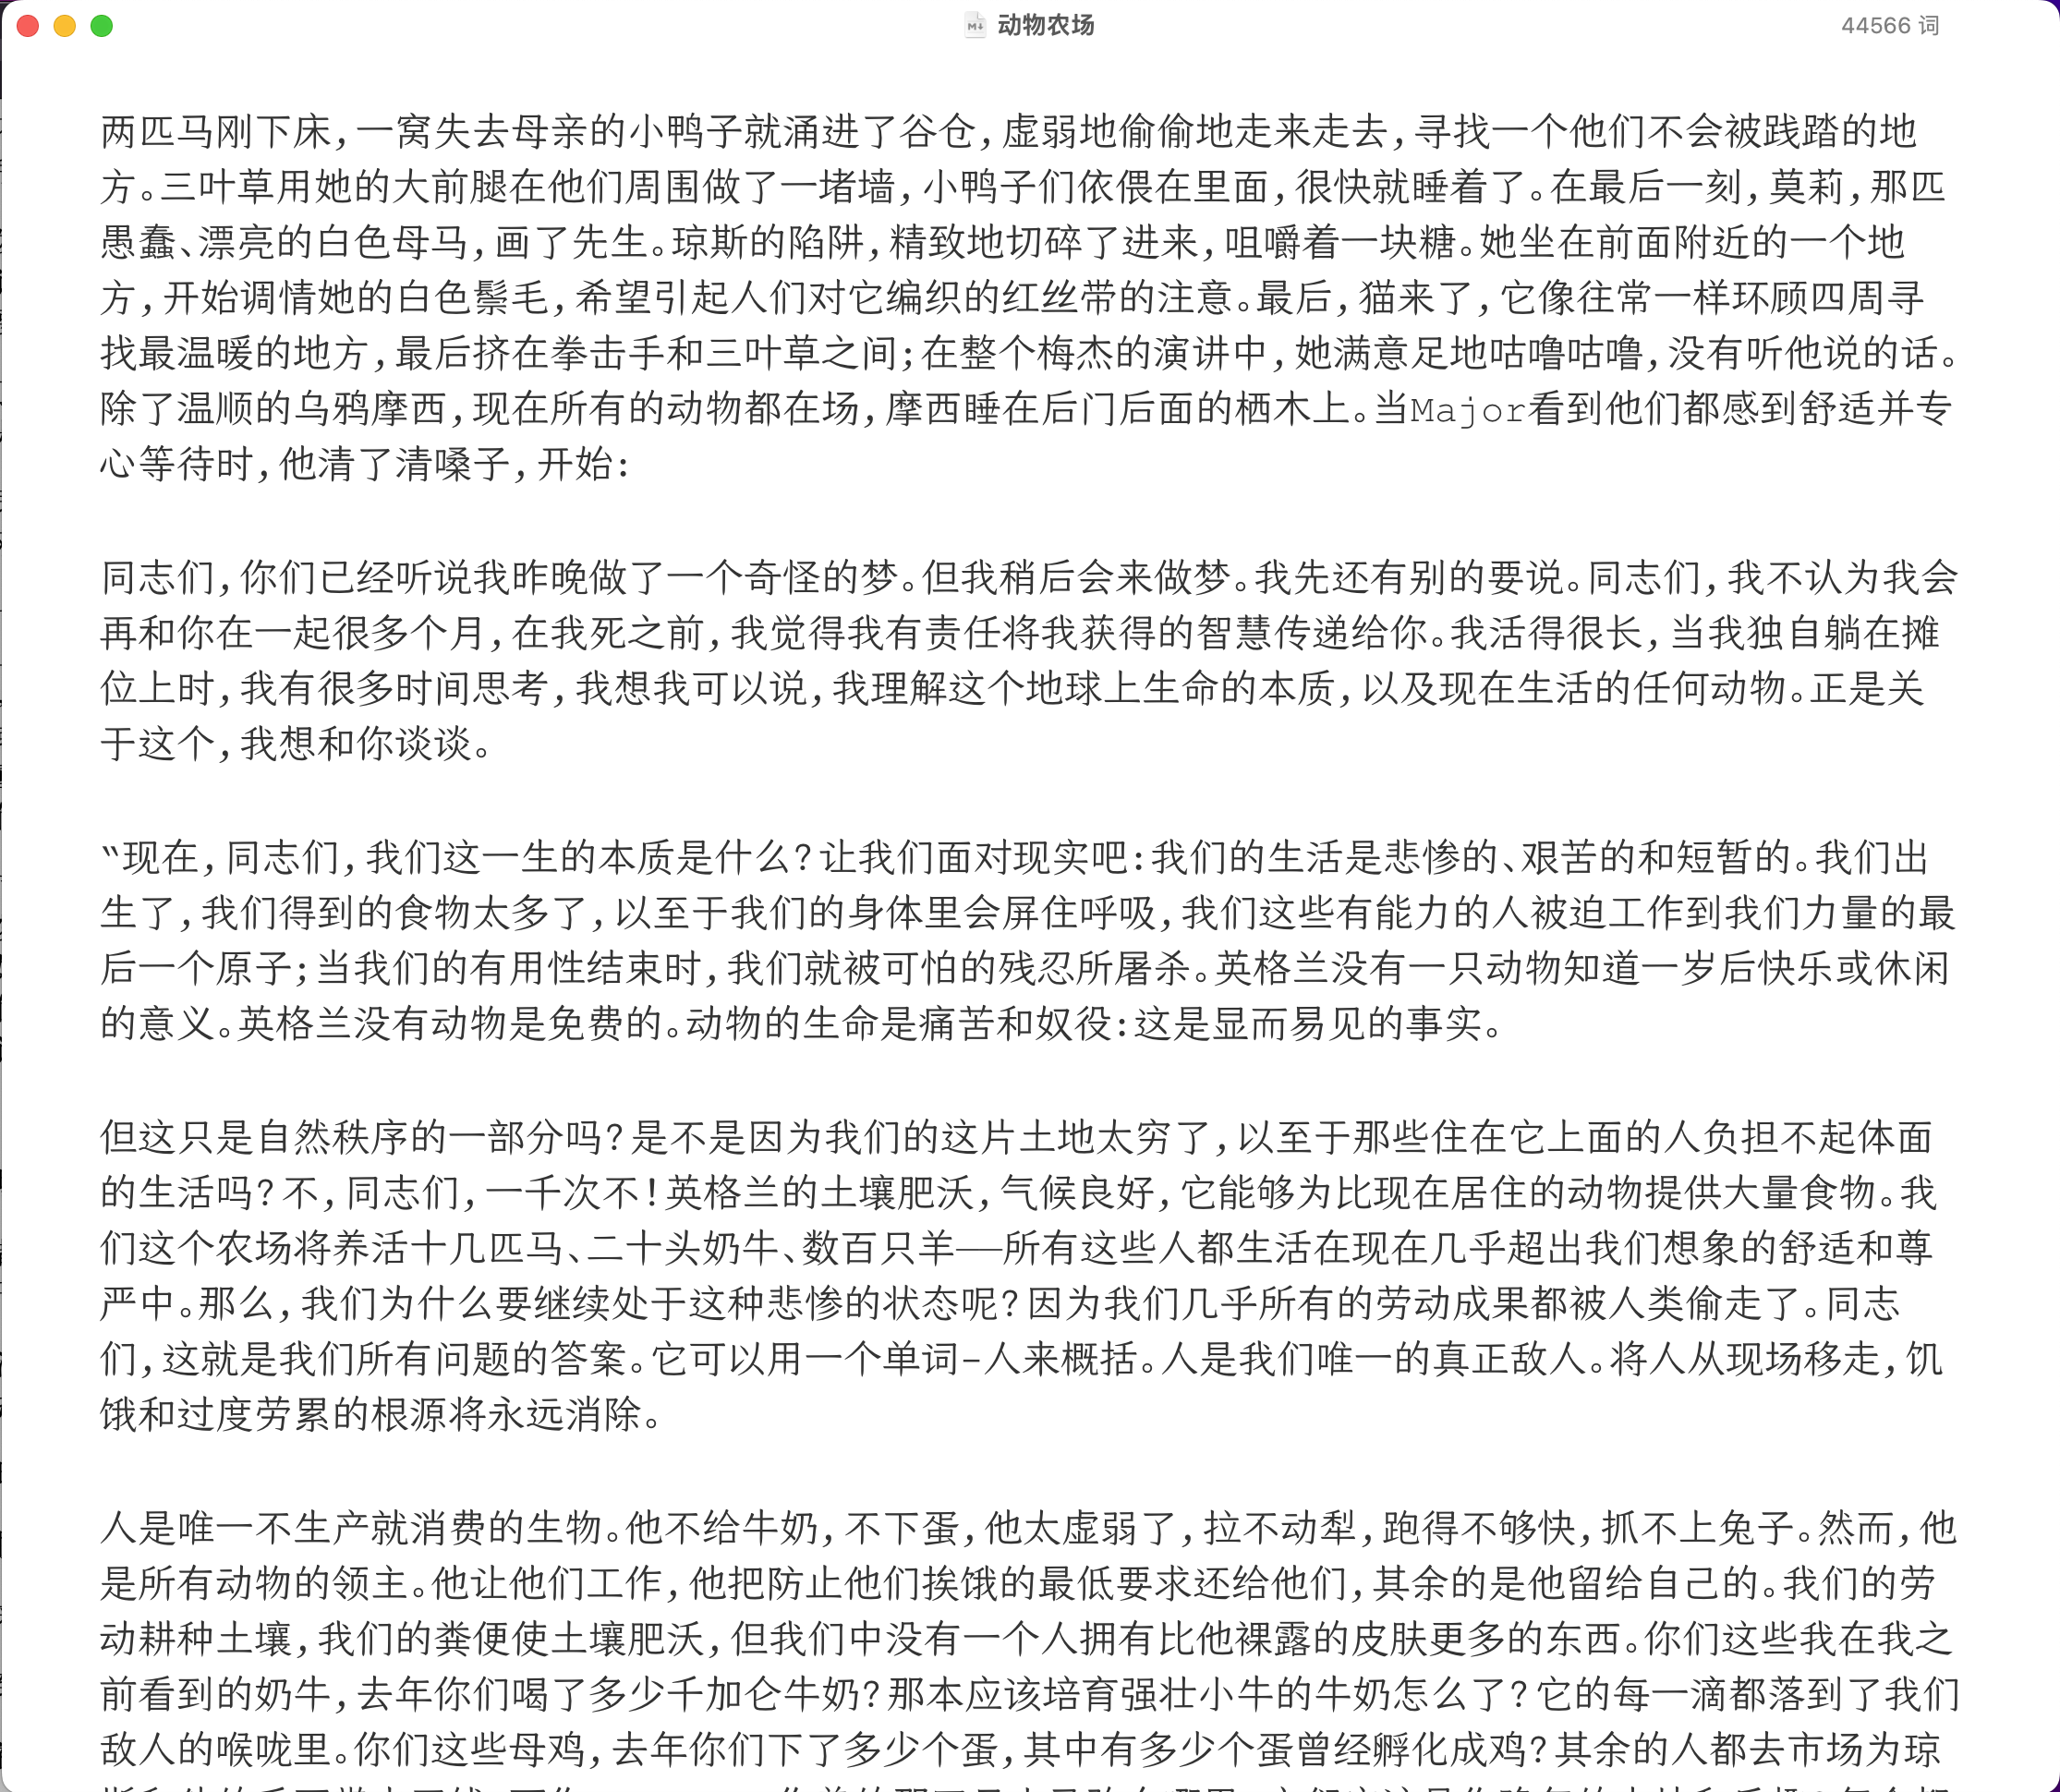 动物农场
44566 词
两匹马刚下床,一窝失去母亲的小鸭子就涌进了谷仓,虚弱地偷偷地走来走去,寻找一个他们不会被践踏的地
方。三叶草用她的大前腿在他们周围做了一堵墙,小鸭子们依偎在里面,很快就睡着了。在最后一刻,莫莉,那匹
愚蠢、漂亮的白色母马,画了先生。琼斯的陷阱,精致地切碎了进来,咀嚼着一块糖。她坐在前面附近的一个地
方,开始调情她的白色鬃毛,希望引起人们对它编织的红丝带的注意。最后,猫来了,它像往常一样环顾四周寻
找最温暖的地方,最后挤在拳击手和三叶草之间;在整个梅杰的演讲中,她满意足地咕噜咕噜,没有听他说的话。
除了温顺的乌鸦摩西,现在所有的动物都在场,摩西睡在后门后面的栖木上。当Major看到他们都感到舒适并专
心等待时,他清了清嗓子,开始:
同志们,你们已经听说我昨晚做了一个奇怪的梦。但我稍后会来做梦。我先还有别的要说。同志们,我不认为我会
再和你在一起很多个月,在我死之前,我觉得我有责任将我获得的智慧传递给你。我活得很长,当我独自躺在摊
位上时,我有很多时间思考,我想我可以说,我理解这个地球上生命的本质,以及现在生活的任何动物。正是关
于这个,我想和你谈谈。
“现在,同志们,我们这一生的本质是什么?让我们面对现实吧:我们的生活是悲惨的、艰苦的和短暂的。我们出
生了,我们得到的食物太多了,以至于我们的身体里会屏住呼吸,我们这些有能力的人被迫工作到我们力量的最
后一个原子;当我们的有用性结束时,我们就被可怕的残忍所屠杀。英格兰没有一只动物知道一岁后快乐或休闲
的意义。英格兰没有动物是免费的。动物的生命是痛苦和奴役:这是显而易见的事实。
但这只是自然秩序的一部分吗?是不是因为我们的这片土地太穷了,以至于那些住在它上面的人负担不起体面
的生活吗?不,同志们,一千次不!英格兰的土壤肥沃,气候良好,它能够为比现在居住的动物提供大量食物。我
们这个农场将养活十几匹马、二十头奶牛、数百只羊——所有这些人都生活在现在几乎超出我们想象的舒适和尊
严中。那么,我们为什么要继续处于这种悲惨的状态呢?因为我们几乎所有的劳动成果都被人类偷走了。同志
们,这就是我们所有问题的答案。它可以用一个单词-人来概括。人是我们唯一的真正敌人。将人从现场移走,饥
饿和过度劳累的根源将永远消除。
人是唯一不生产就消费的生物。他不给牛奶,不下蛋,他太虚弱了,拉不动犁,跑得不够快,抓不上兔子。然而,他
是所有动物的领主。他让他们工作,他把防止他们挨饿的最低要求还给他们,其余的是他留给自己的。我们的劳
动耕种土壤,我们的粪便使土壤肥沃,但我们中没有一个人拥有比他裸露的皮肤更多的东西。你们这些我在我之
前看到的奶牛,去年你们喝了多少千加仑牛奶?那本应该培育强壮小牛的牛奶怎么了?它的每一滴都落到了我们
敌人的喉咙里。你们这些母鸡,去年你们下了多少个蛋,其中有多少个蛋曾经孵化成鸡?其余的人都去市场为琼